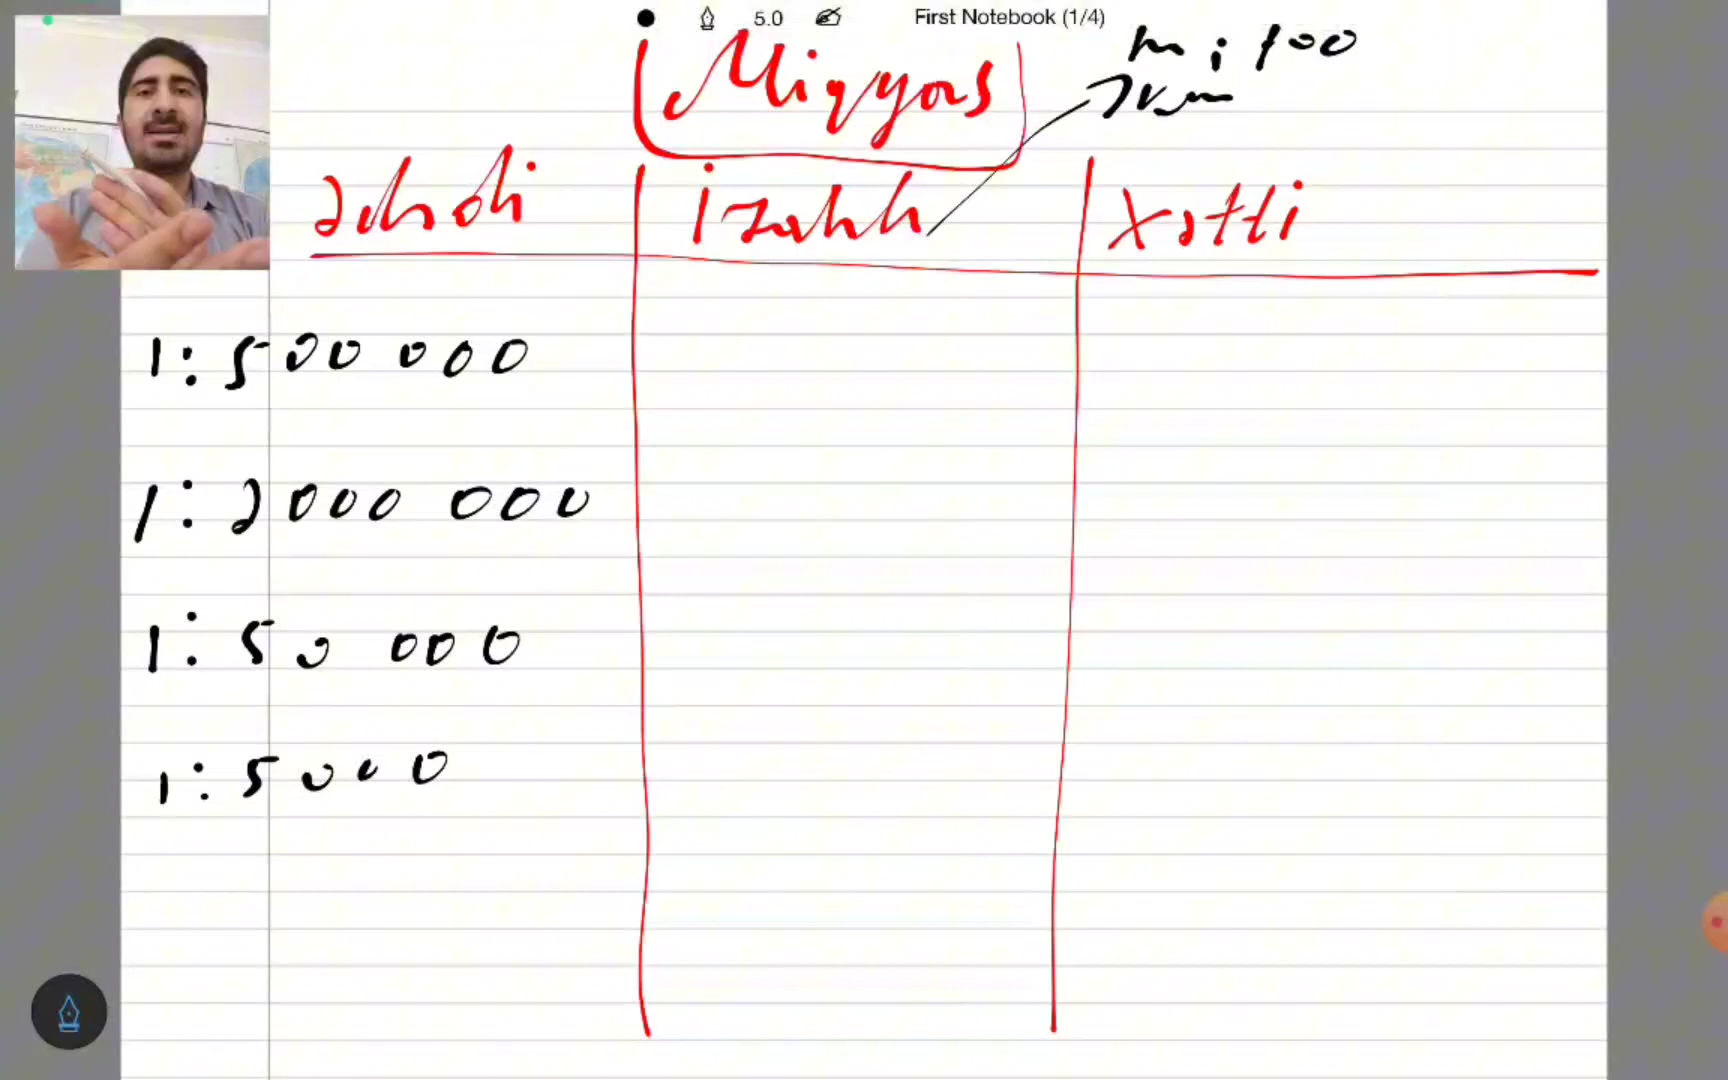 5.0 First Notebook (1/4)
Miqyas m ; 100
km
ədədi izahlı xətti
1: 500 000
1: 2000 000
1: 50 000
1: 5000